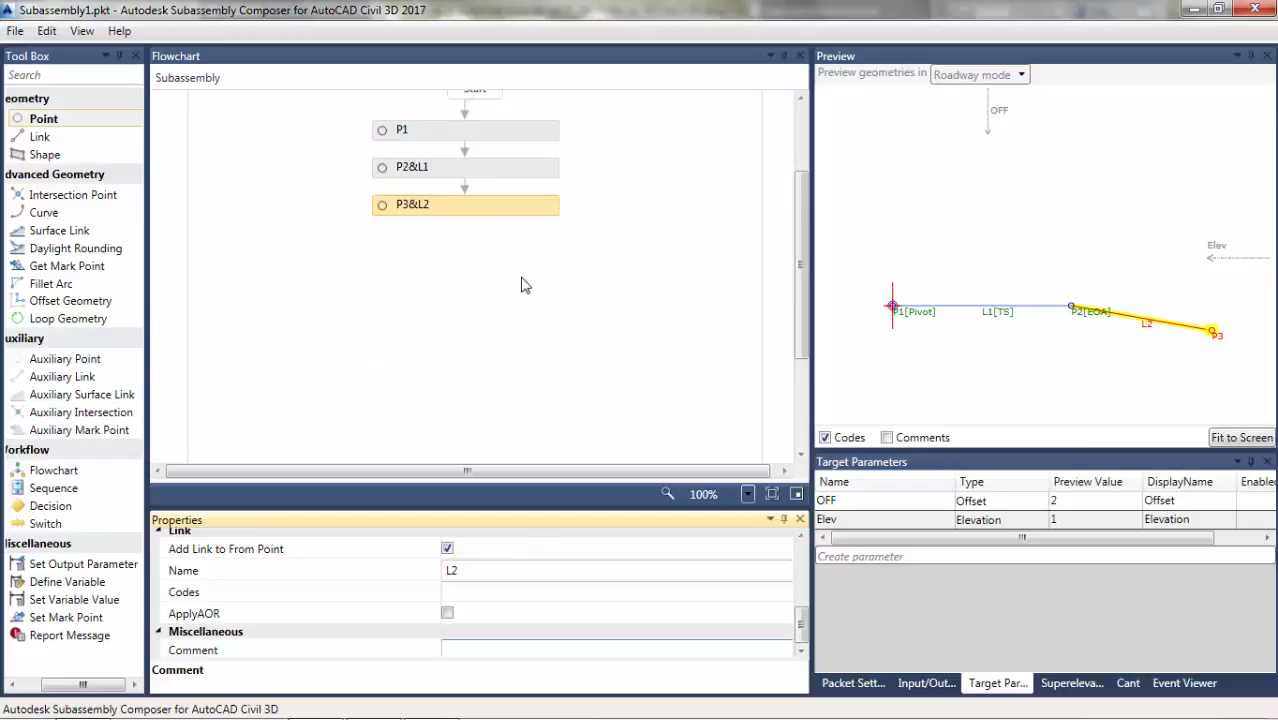 Subassembly1.pkt - Autodesk Subassembly Composer for AutoCAD Civil 3D 2017
File Edit View Help
Tool Box
Search
eometry
Point
Link
Shape
dvanced Geometry
Intersection Point
Curve
Surface Link
Daylight Rounding
Get Mark Point
Fillet Arc
Offset Geometry
Loop Geometry
uxiliary
Auxiliary Point
Auxiliary Link
Auxiliary Surface Link
Auxiliary Intersection
Auxiliary Mark Point
orkflow
Flowchart
Sequence
Decision
Switch
iscellaneous
Set Output Parameter
Define Variable
Set Variable Value
Set Mark Point
Report Message
Flowchart
Subassembly
Start
P1
P2&L1
P3&L2
100%
Properties
Link
Add Link to From Point
Name L2
Codes
ApplyAOR
Miscellaneous
Comment
Comment
Preview
Preview geometries in Roadway mode
OFF
Elev
P1[Pivot] L1[TS] P2[EOA] L2 P3
Codes Comments Fit to Screen
Target Parameters
Name Type Preview Value DisplayName Enabled
OFF Offset 2 Offset
Elev Elevation 1 Elevation
Create parameter
Packet Sett... Input/Out... Target Par... Supereleva... Cant Event Viewer
Autodesk Subassembly Composer for AutoCAD Civil 3D